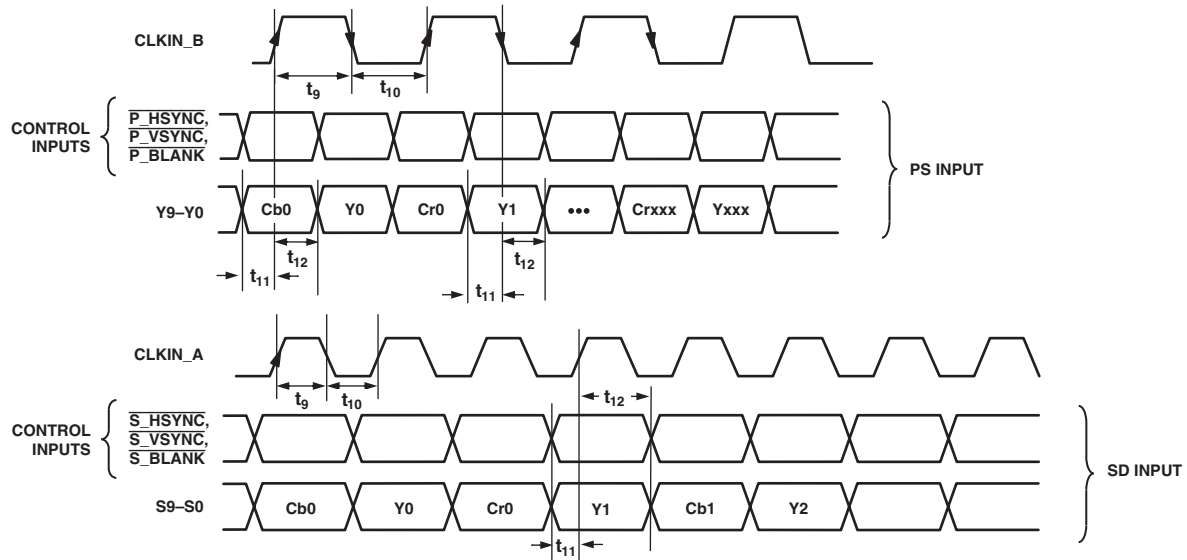 CLKIN_B
t9
t10
CONTROL INPUTS
P_HSYNC,
P_VSYNC,
P_BLANK
PS INPUT
Y9–Y0
Cb0
Y0
Cr0
Y1
•••
Crxxx
Yxxx
t12
t11
t12
t11
CLKIN_A
t9
t10
t12
CONTROL INPUTS
S_HSYNC,
S_VSYNC,
S_BLANK
SD INPUT
S9–S0
Cb0
Y0
Cr0
Y1
Cb1
Y2
t11